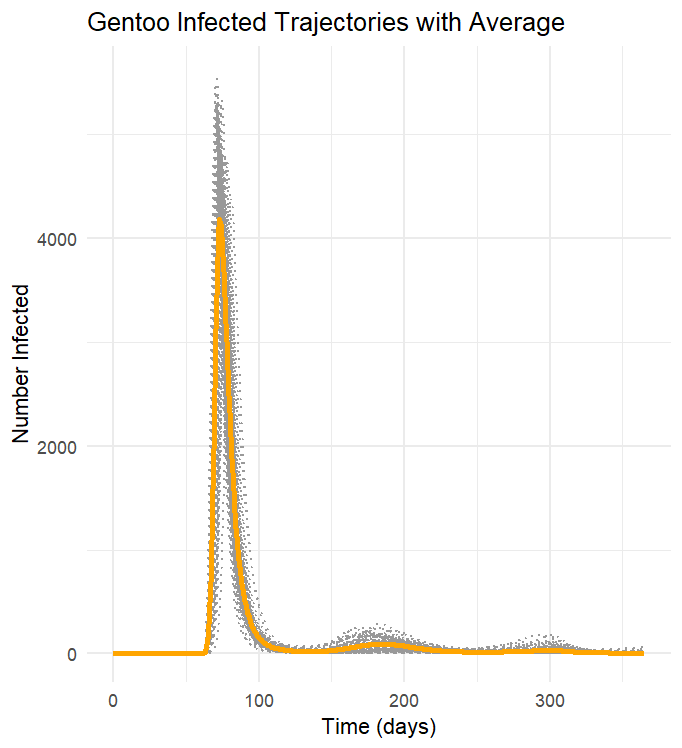 Gentoo Infected Trajectories with Average
Number Infected
4000
2000
0
0 100 200 300
Time (days)